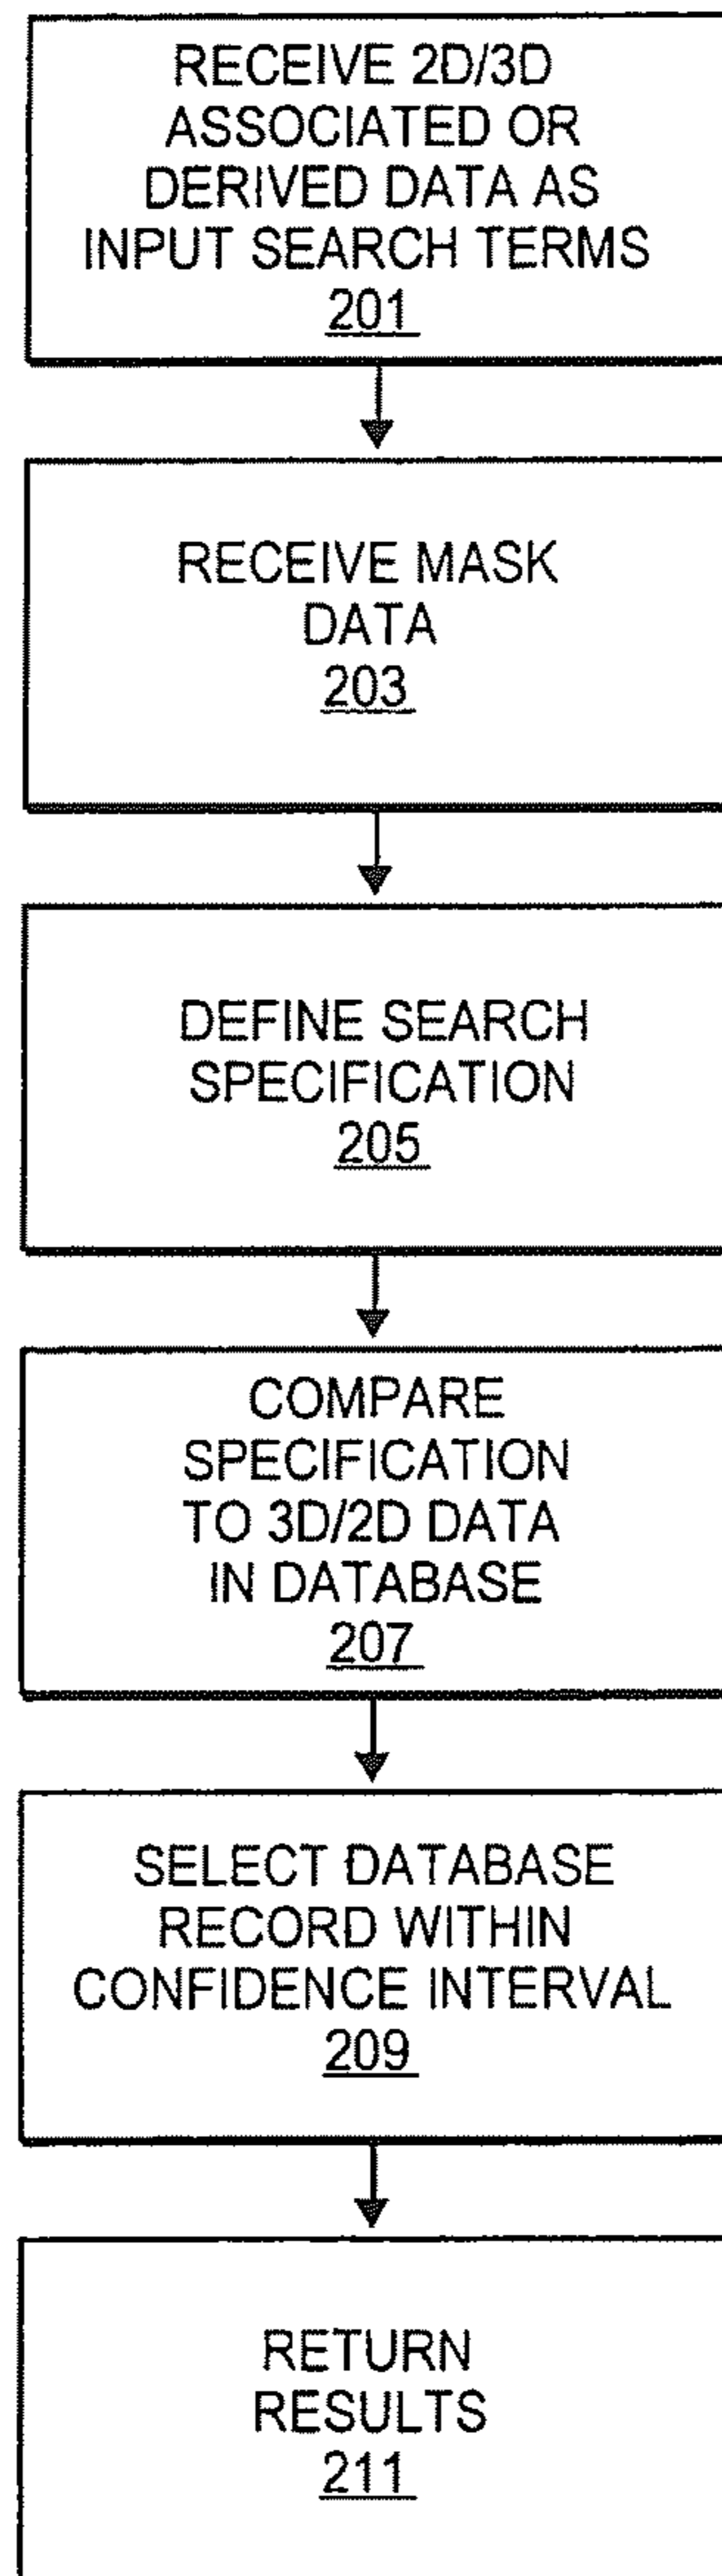 RECEIVE 2D/3D
ASSOCIATED OR
DERIVED DATA AS
INPUT SEARCH TERMS
201
RECEIVE MASK
DATA
203
DEFINE SEARCH
SPECIFICATION
205
COMPARE
SPECIFICATION
TO 3D/2D DATA
IN DATABASE
207
SELECT DATABASE
RECORD WITHIN
CONFIDENCE INTERVAL
209
RETURN
RESULTS
211